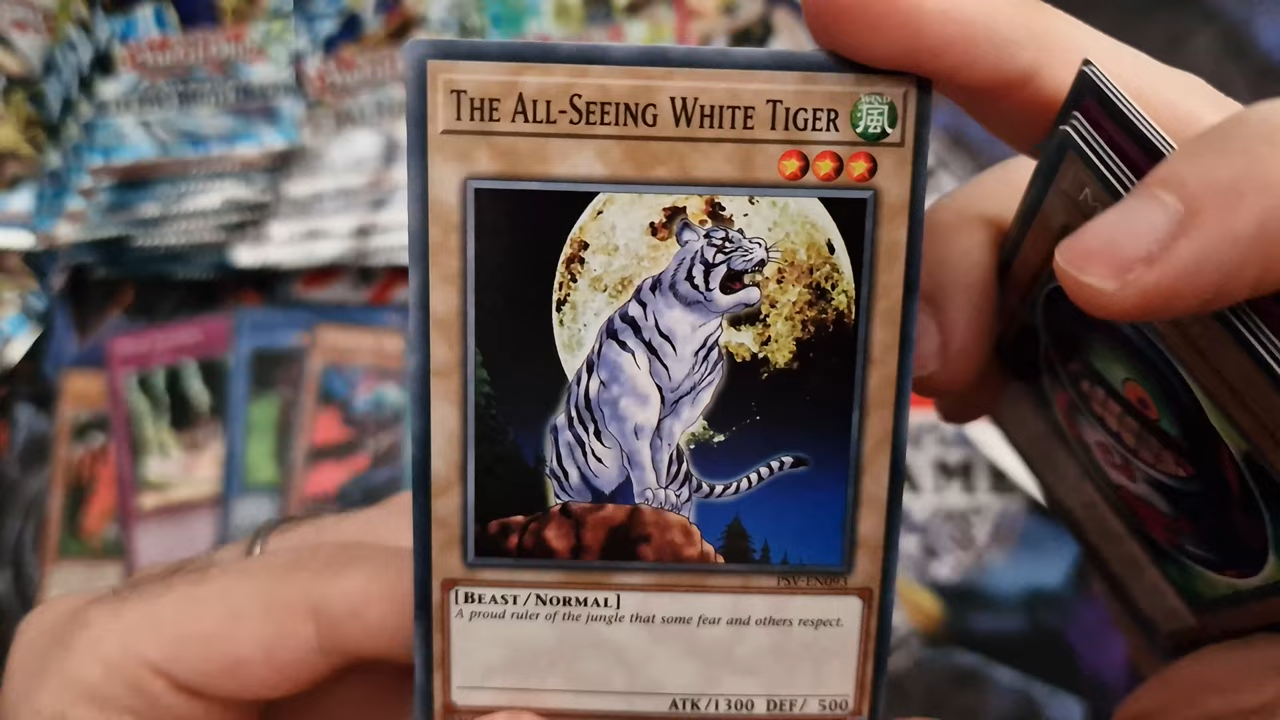 THE ALL-SEEING WHITE TIGER
WIND
風
PSV-EN093
[BEAST/NORMAL]
A proud ruler of the jungle that some fear and others respect.
ATK/1300 DEF/ 500